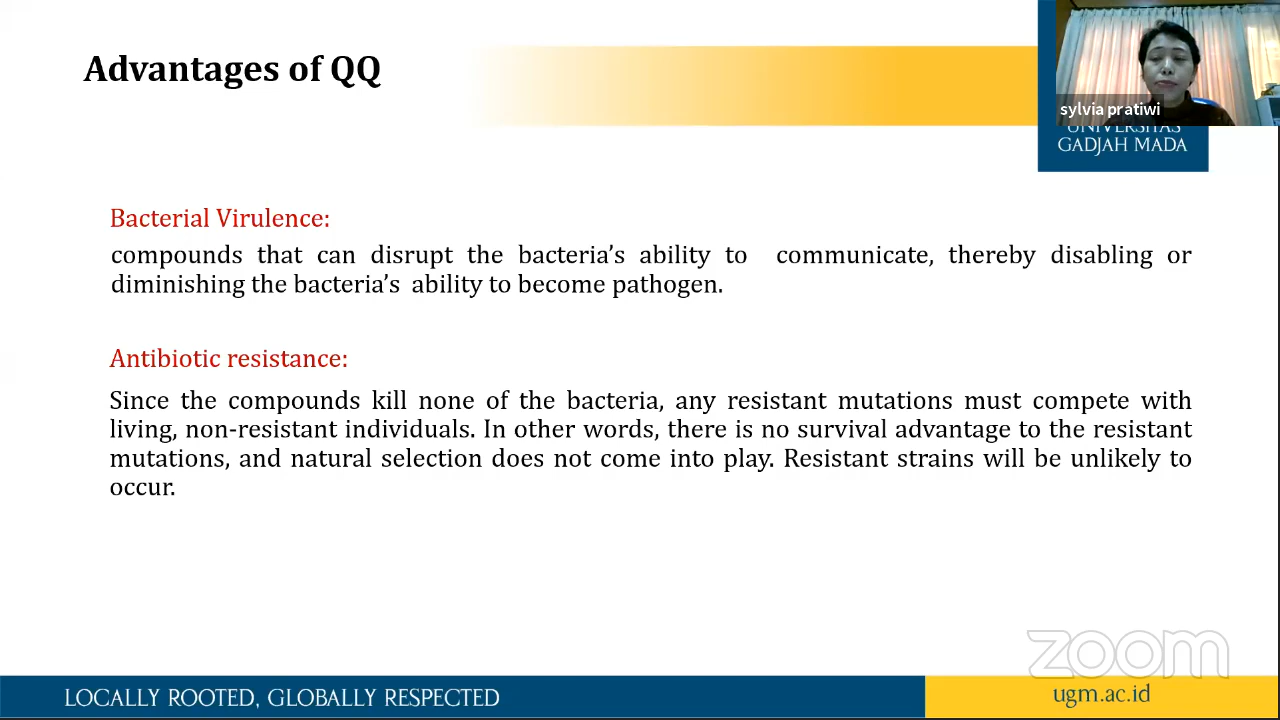 Advantages of QQ
sylvia pratiwi
UNIVERSITAS
GADJAH MADA
Bacterial Virulence:
compounds that can disrupt the bacteria’s ability to communicate, thereby disabling or
diminishing the bacteria’s ability to become pathogen.
Antibiotic resistance:
Since the compounds kill none of the bacteria, any resistant mutations must compete with
living, non-resistant individuals. In other words, there is no survival advantage to the resistant
mutations, and natural selection does not come into play. Resistant strains will be unlikely to
occur.
zoom
LOCALLY ROOTED, GLOBALLY RESPECTED
ugm.ac.id